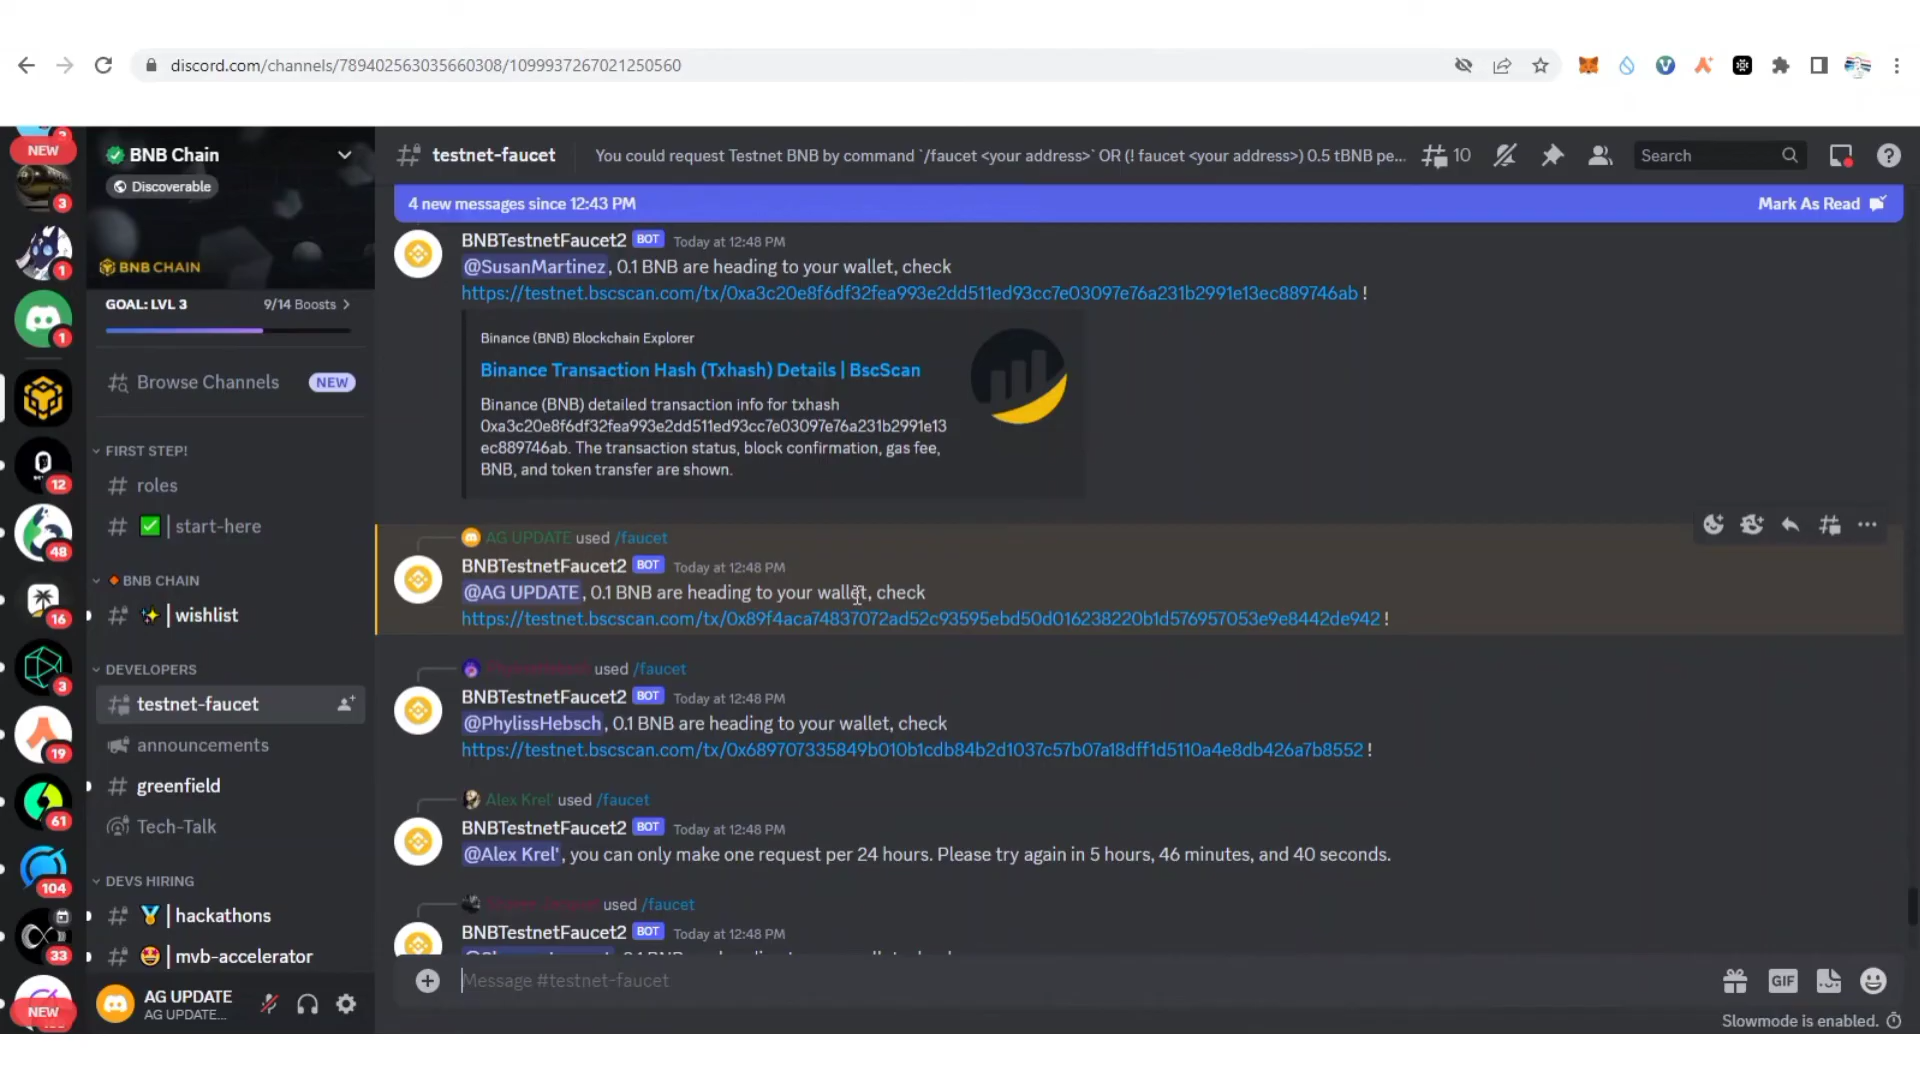 discord.com/channels/789402563035660308/1099937267021250560
NEW
3
1
1
12
48
16
3
19
61
104
33
NEW
BNB Chain
Discoverable
BNB CHAIN
GOAL: LVL 3 9/14 Boosts
Browse Channels NEW
FIRST STEP!
roles
| start-here
BNB CHAIN
| wishlist
DEVELOPERS
testnet-faucet
announcements
greenfield
Tech-Talk
DEVS HIRING
| hackathons
| mvb-accelerator
AG UPDATE
AG UPDATE...
testnet-faucet You could request Testnet BNB by command `/faucet <your address>` OR (! faucet <your address>) 0.5 tBNB pe... 10 Search
4 new messages since 12:43 PM Mark As Read
BNBTestnetFaucet2 BOT Today at 12:48 PM
@SusanMartinez, 0.1 BNB are heading to your wallet, check
https://testnet.bscscan.com/tx/0xa3c20e8f6df32fea993e2dd511ed93cc7e03097e76a231b2991e13ec889746ab !
Binance (BNB) Blockchain Explorer
Binance Transaction Hash (Txhash) Details | BscScan
Binance (BNB) detailed transaction info for txhash
0xa3c20e8f6df32fea993e2dd511ed93cc7e03097e76a231b2991e13
ec889746ab. The transaction status, block confirmation, gas fee,
BNB, and token transfer are shown.
AG UPDATE used /faucet
BNBTestnetFaucet2 BOT Today at 12:48 PM
@AG UPDATE, 0.1 BNB are heading to your wallet, check
https://testnet.bscscan.com/tx/0x89f4aca74837072ad52c93595ebd50d016238220b1d576957053e9e8442de942 !
used /faucet
BNBTestnetFaucet2 BOT Today at 12:48 PM
@PhylissHebsch, 0.1 BNB are heading to your wallet, check
https://testnet.bscscan.com/tx/0x689707335849b010b1cdb84b2d1037c57b07a18dff1d5110a4e8db426a7b8552 !
Alex Krel' used /faucet
BNBTestnetFaucet2 BOT Today at 12:48 PM
@Alex Krel', you can only make one request per 24 hours. Please try again in 5 hours, 46 minutes, and 40 seconds.
used /faucet
BNBTestnetFaucet2 BOT Today at 12:48 PM
Message #testnet-faucet
GIF
Slowmode is enabled.